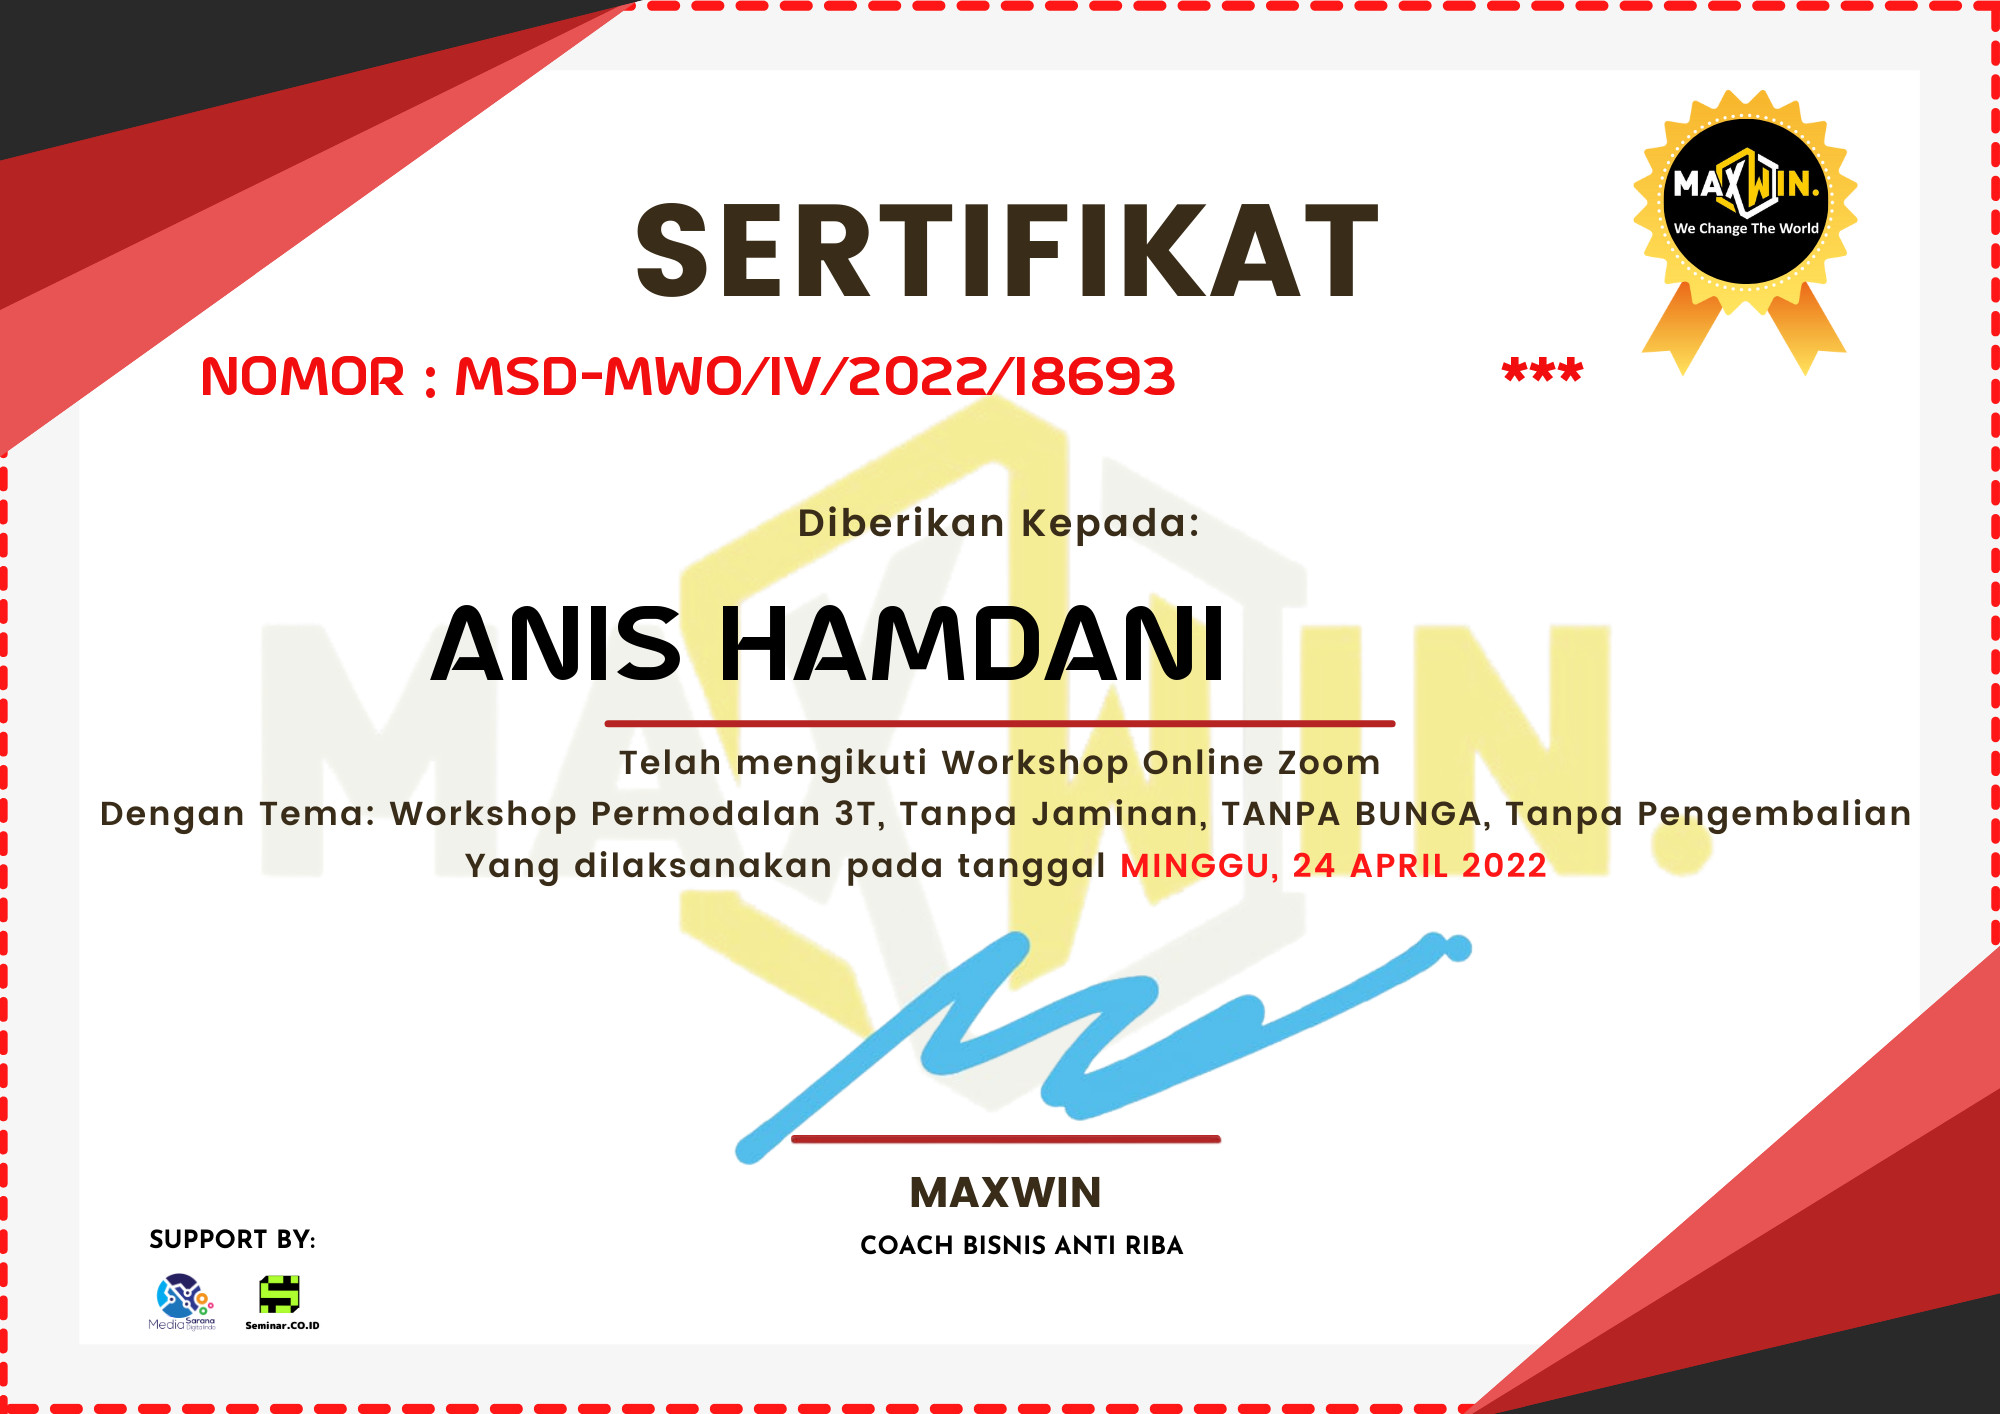 MAXWIN.
We Change The World
SERTIFIKAT
NOMOR : MSD-MWO/IV/2022/18693 ***
Diberikan Kepada:
MAXWIN.
ANIS HAMDANI
Telah mengikuti Workshop Online Zoom
Dengan Tema: Workshop Permodalan 3T, Tanpa Jaminan, TANPA BUNGA, Tanpa Pengembalian
Yang dilaksanakan pada tanggal MINGGU, 24 APRIL 2022
MAXWIN
COACH BISNIS ANTI RIBA
SUPPORT BY:
Media Sarana Digitalindo
Seminar.CO.ID